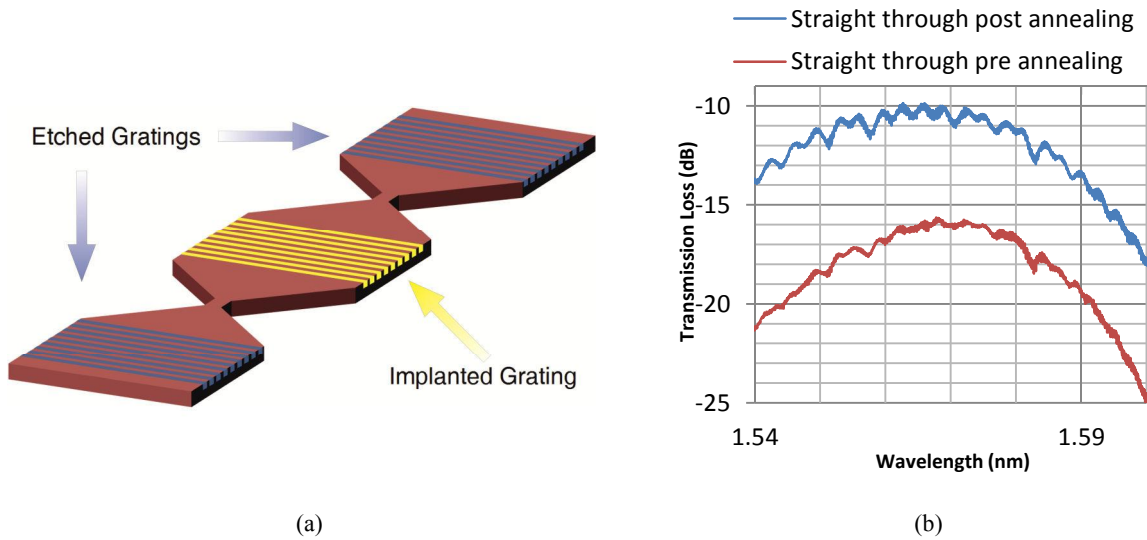 Etched Gratings
Implanted Grating
(a)
Straight through post annealing
Straight through pre annealing
Transmission Loss (dB)
-10
-15
-20
-25
1.54
1.59
Wavelength (nm)
(b)